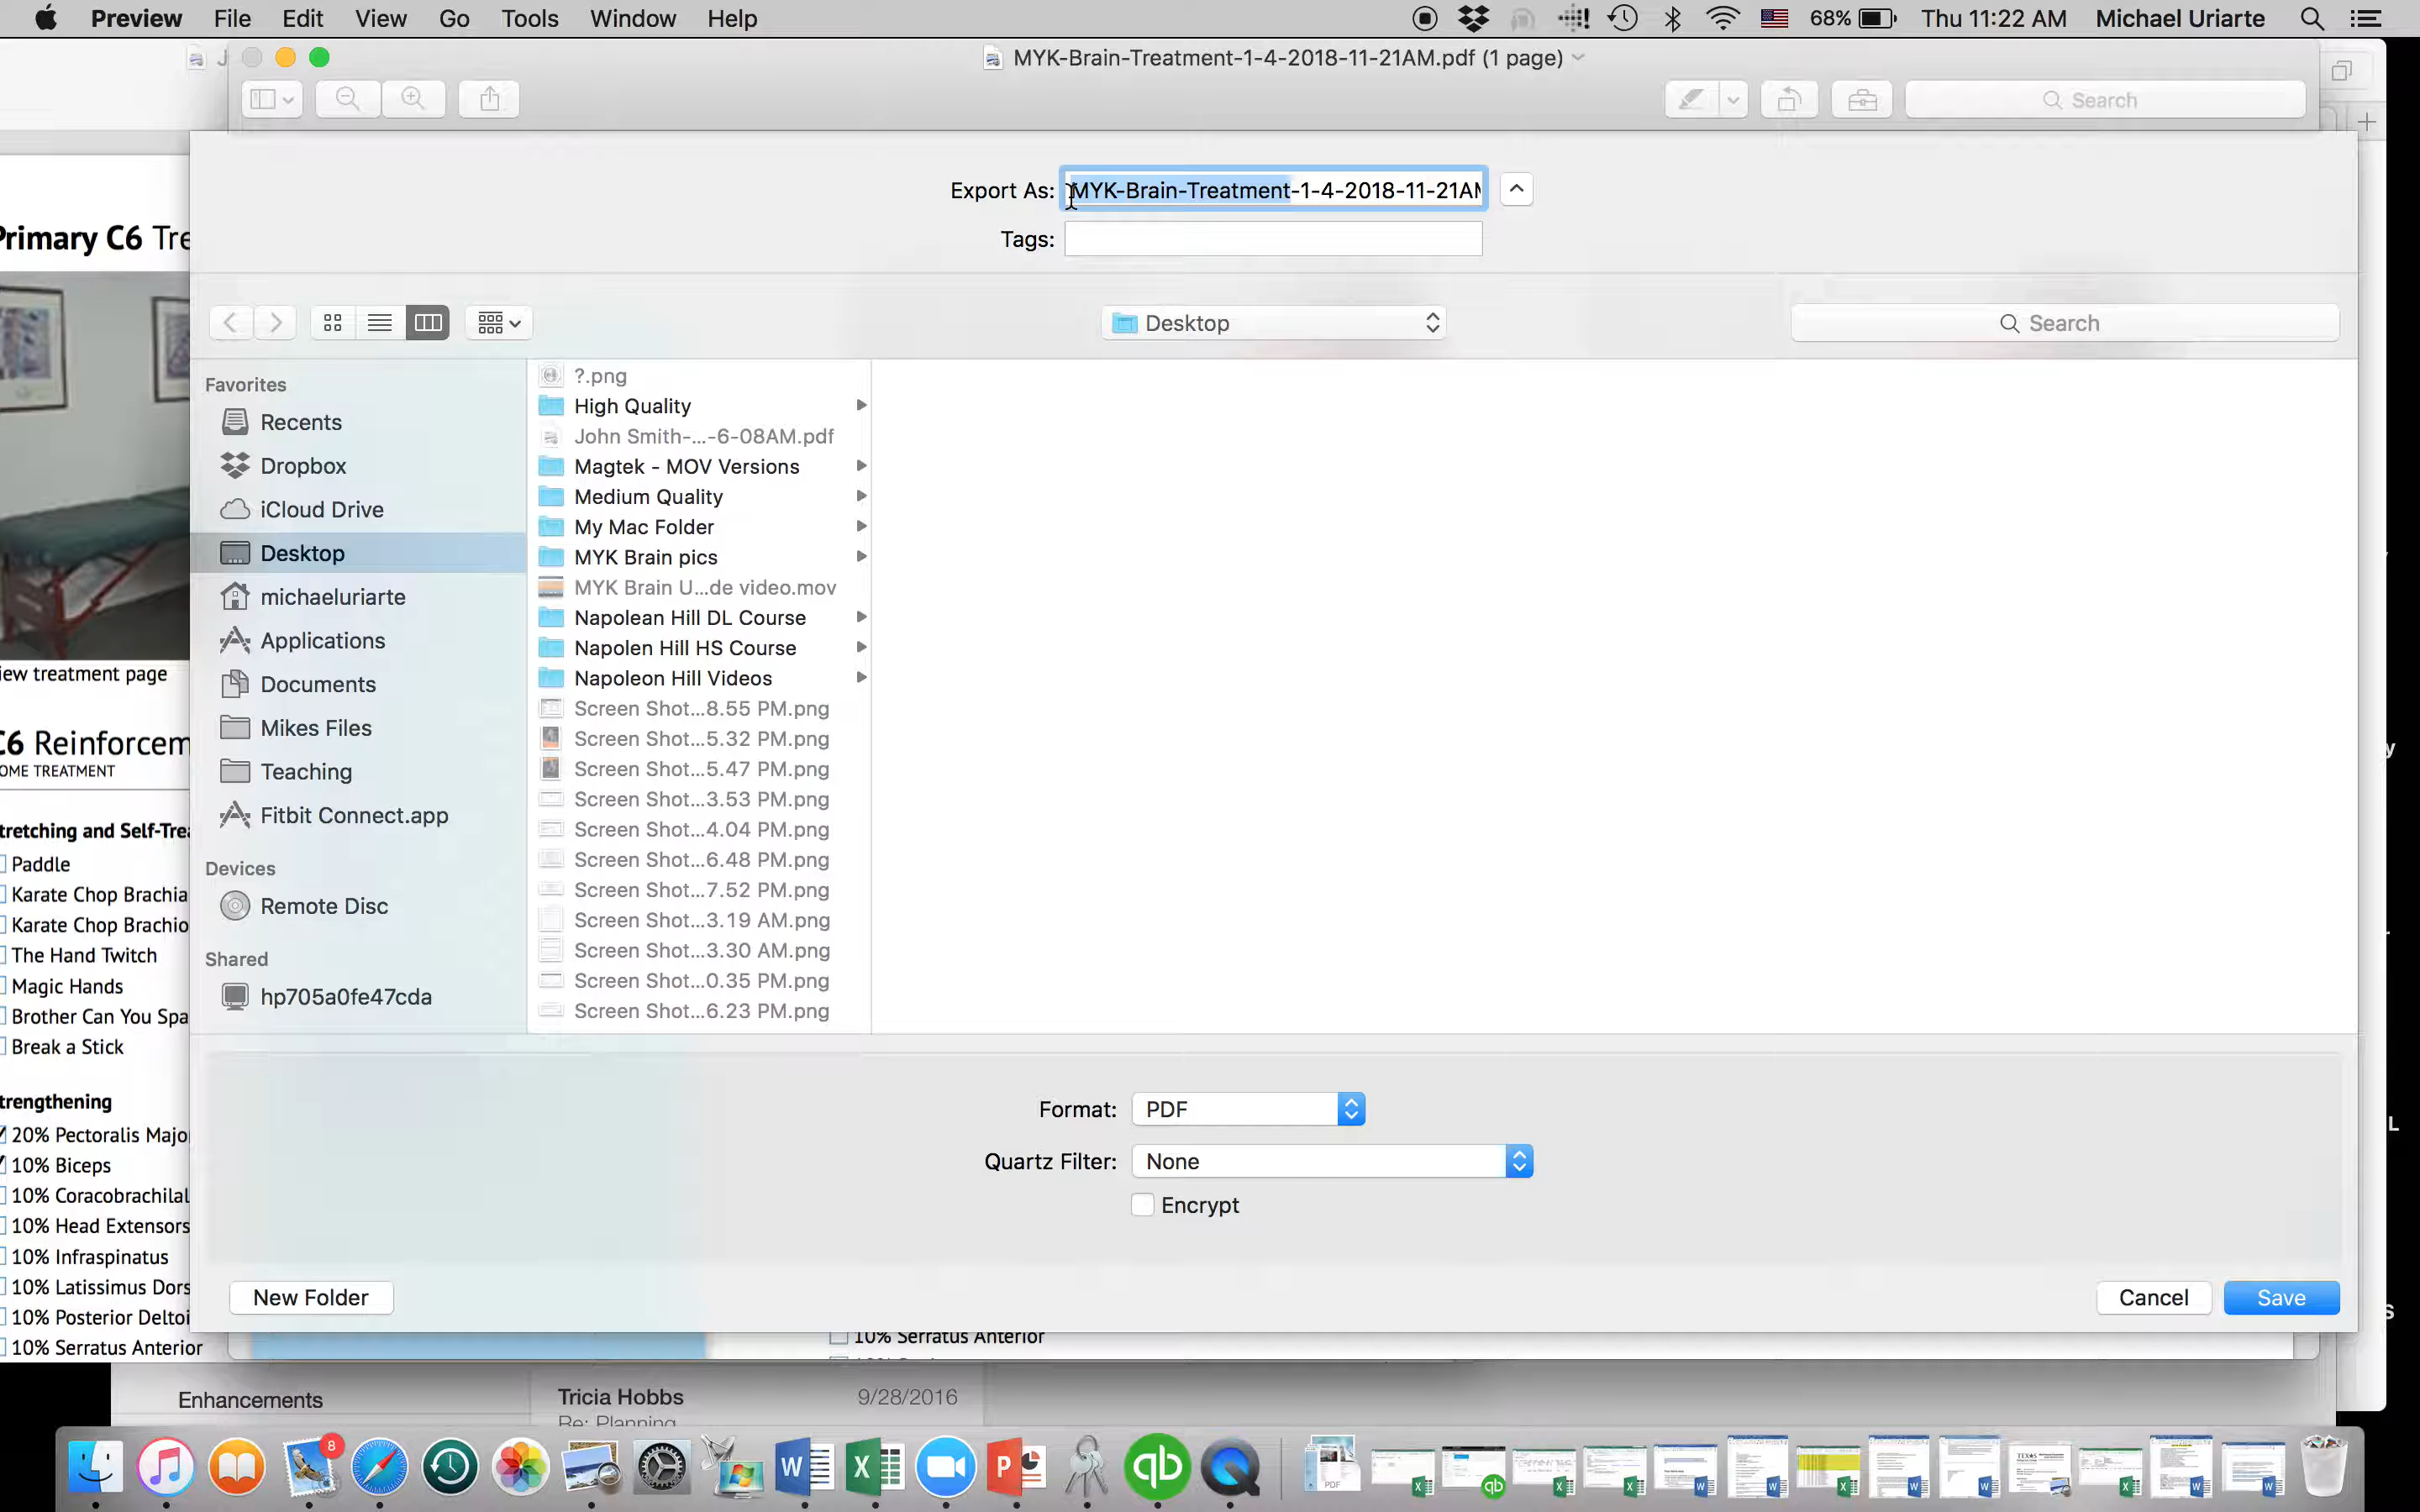 Preview File Edit View Go Tools Window Help 68% Thu 11:22 AM Michael Uriarte
MYK-Brain-Treatment-1-4-2018-11-21AM.pdf (1 page)
Search
Export As: MYK-Brain-Treatment-1-4-2018-11-21AM
Tags:
Desktop
Search
Favorites
Recents
Dropbox
iCloud Drive
Desktop
michaeluriarte
Applications
Documents
Mikes Files
Teaching
Fitbit Connect.app
Devices
Remote Disc
Shared
hp705a0fe47cda
?.png
High Quality
John Smith-...-6-08AM.pdf
Magtek - MOV Versions
Medium Quality
My Mac Folder
MYK Brain pics
MYK Brain U...de video.mov
Napolean Hill DL Course
Napolen Hill HS Course
Napoleon Hill Videos
Screen Shot...8.55 PM.png
Screen Shot...5.32 PM.png
Screen Shot...5.47 PM.png
Screen Shot...3.53 PM.png
Screen Shot...4.04 PM.png
Screen Shot...6.48 PM.png
Screen Shot...7.52 PM.png
Screen Shot...3.19 AM.png
Screen Shot...3.30 AM.png
Screen Shot...0.35 PM.png
Screen Shot...6.23 PM.png
Format: PDF
Quartz Filter: None
Encrypt
New Folder
Cancel Save
Primary C6 Tre
iew treatment page
C6 Reinforcem
OME TREATMENT
tretching and Self-Trea
Paddle
Karate Chop Brachia
Karate Chop Brachio
The Hand Twitch
Magic Hands
Brother Can You Spa
Break a Stick
trengthening
20% Pectoralis Majo
10% Biceps
10% Coracobrachilal
10% Head Extensors
10% Infraspinatus
10% Latissimus Dors
10% Posterior Deltoi
10% Serratus Anterior
10% Serratus Anterior
Enhancements
Tricia Hobbs 9/28/2016
Re: Planning
8